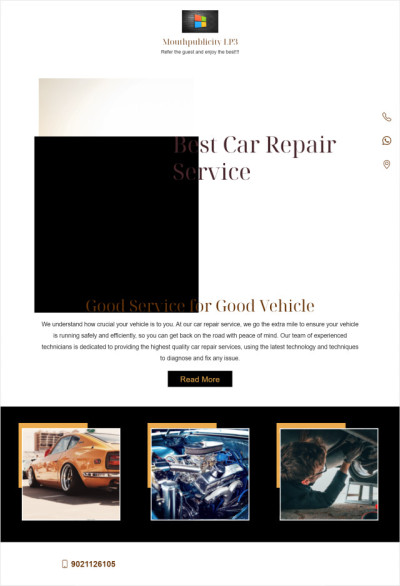 Mouthpublicity LP3
Refer the guest and enjoy the best!!!
Best Car Repair
Service
Good Service for Good Vehicle
We understand how crucial your vehicle is to you. At our car repair service, we go the extra mile to ensure your vehicle
is running safely and efficiently, so you can get back on the road with peace of mind. Our team of experienced
technicians is dedicated to providing the highest quality car repair services, using the latest technology and techniques
to diagnose and fix any issue.
Read More
9021126105